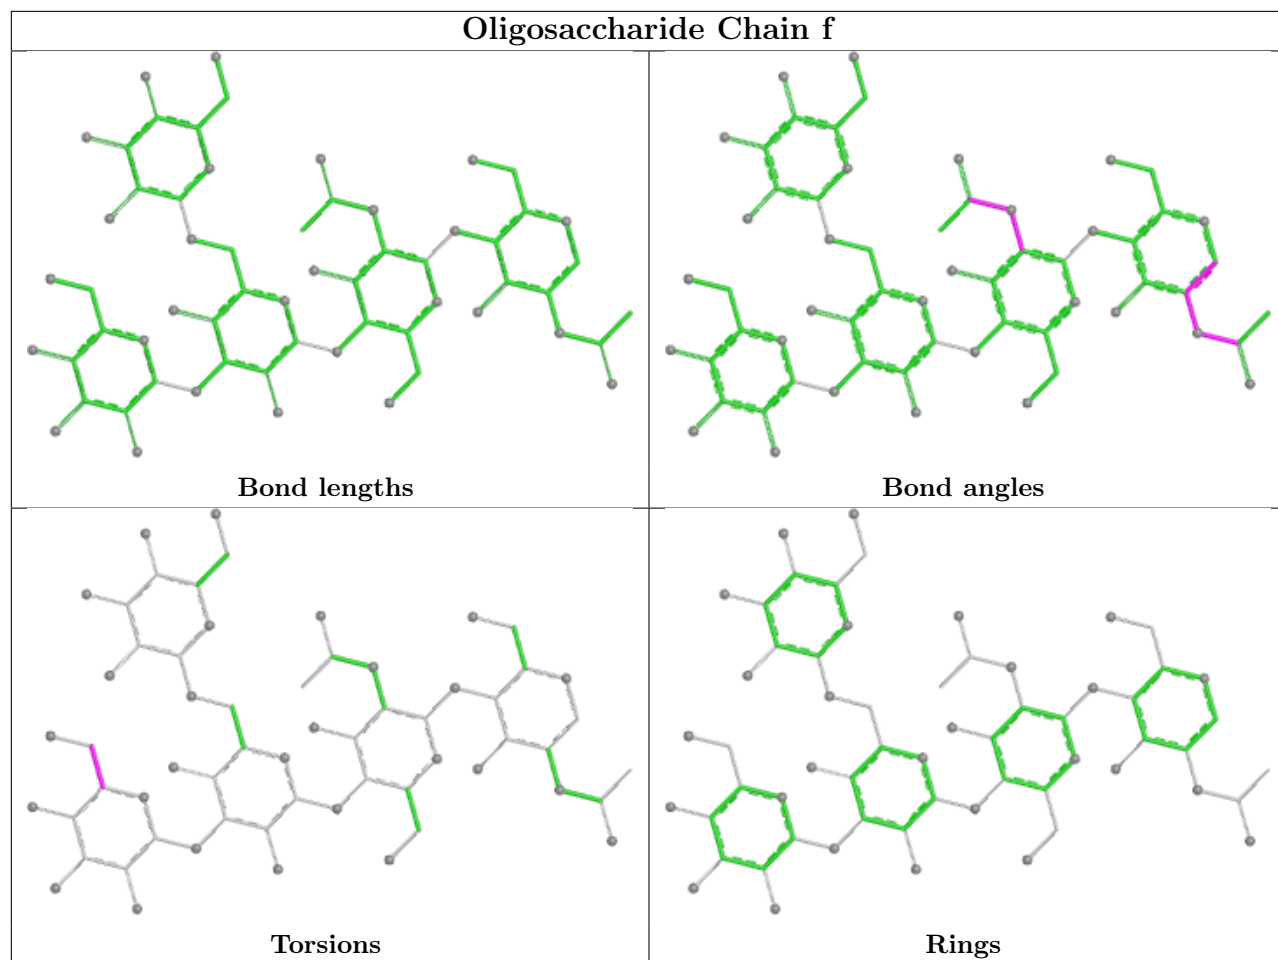 Oligosaccharide Chain f
Bond lengths
Bond angles
Torsions
Rings